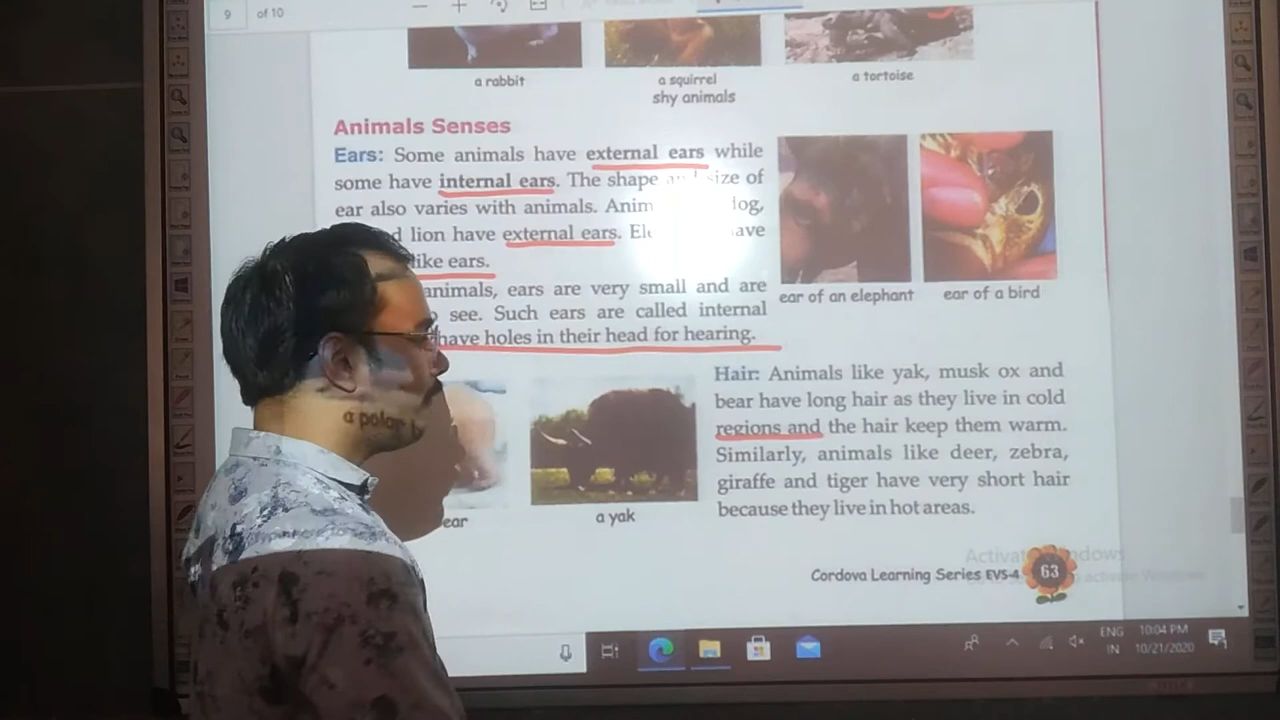 9 of 10
a rabbit
a squirrel
a tortoise
shy animals
Animals Senses
Ears: Some animals have external ears while
some have internal ears. The shape size of
ear also varies with animals.
lion have external ears.
like ears.
animals, ears are very small and are
see. Such ears are called internal
have holes in their head for hearing.
ear of an elephant
ear of a bird
a polar
ear
a yak
Hair: Animals like yak, musk ox and
bear have long hair as they live in cold
regions and the hair keep them warm.
Similarly, animals like deer, zebra,
giraffe and tiger have very short hair
because they live in hot areas.
Activate Windows
Cordova Learning Series EVS-4
63
ENG
IN
10:04 PM
10/21/2020